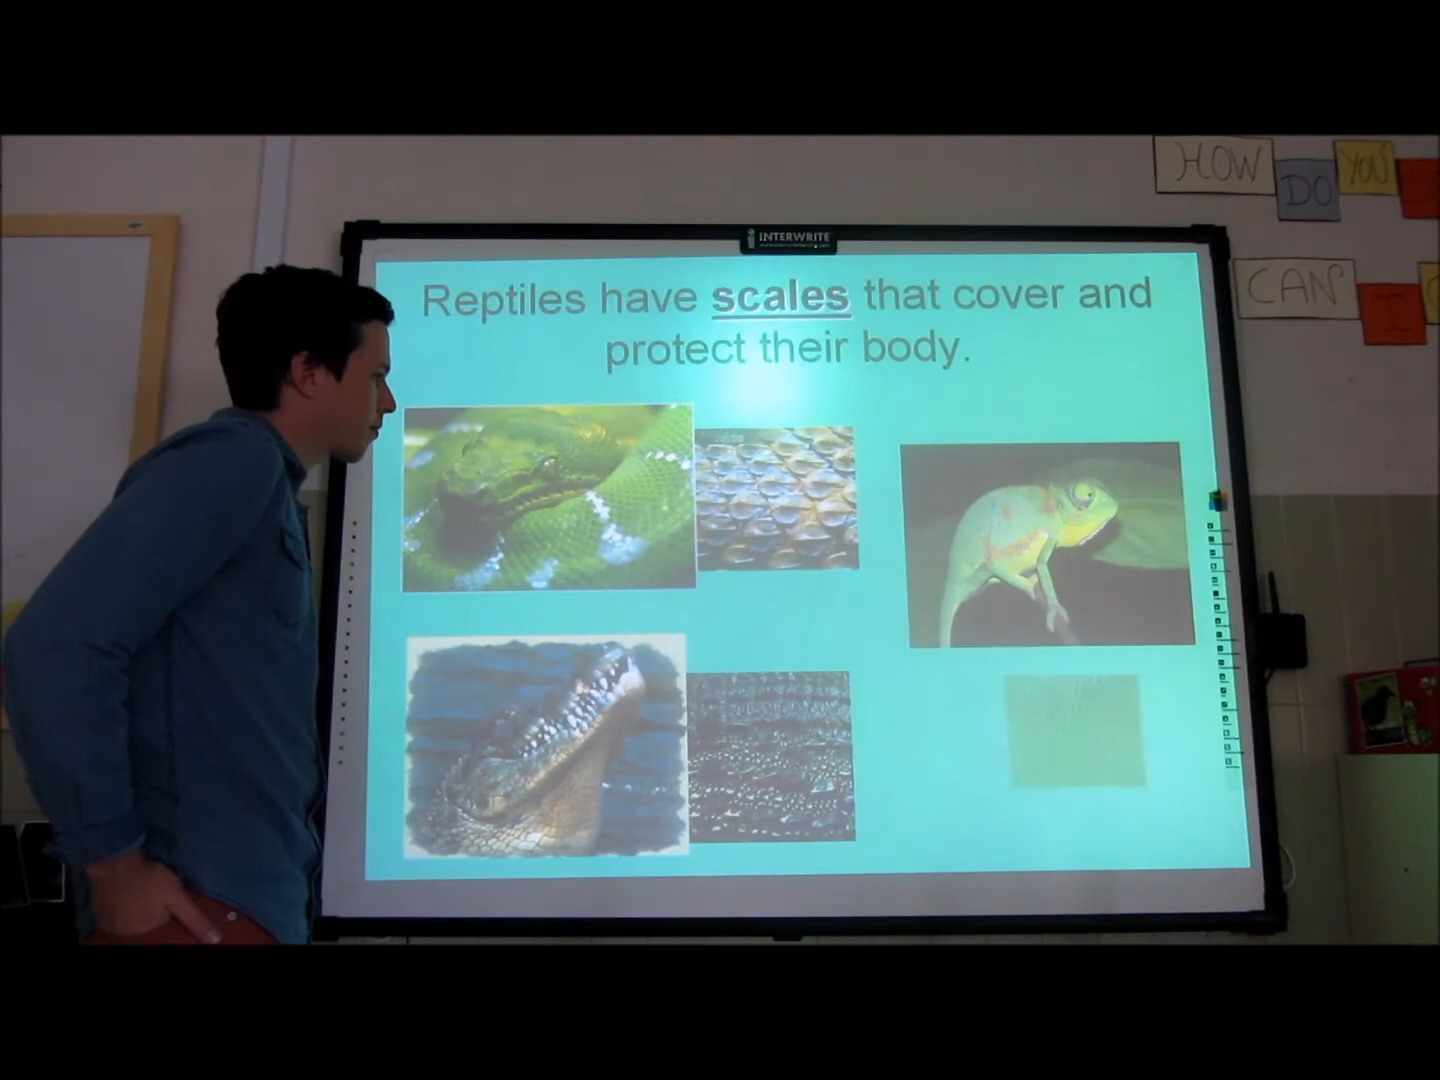 HOW
DO
YOU
CAN
I
INTERWRITE
Reptiles have scales that cover and
protect their body.